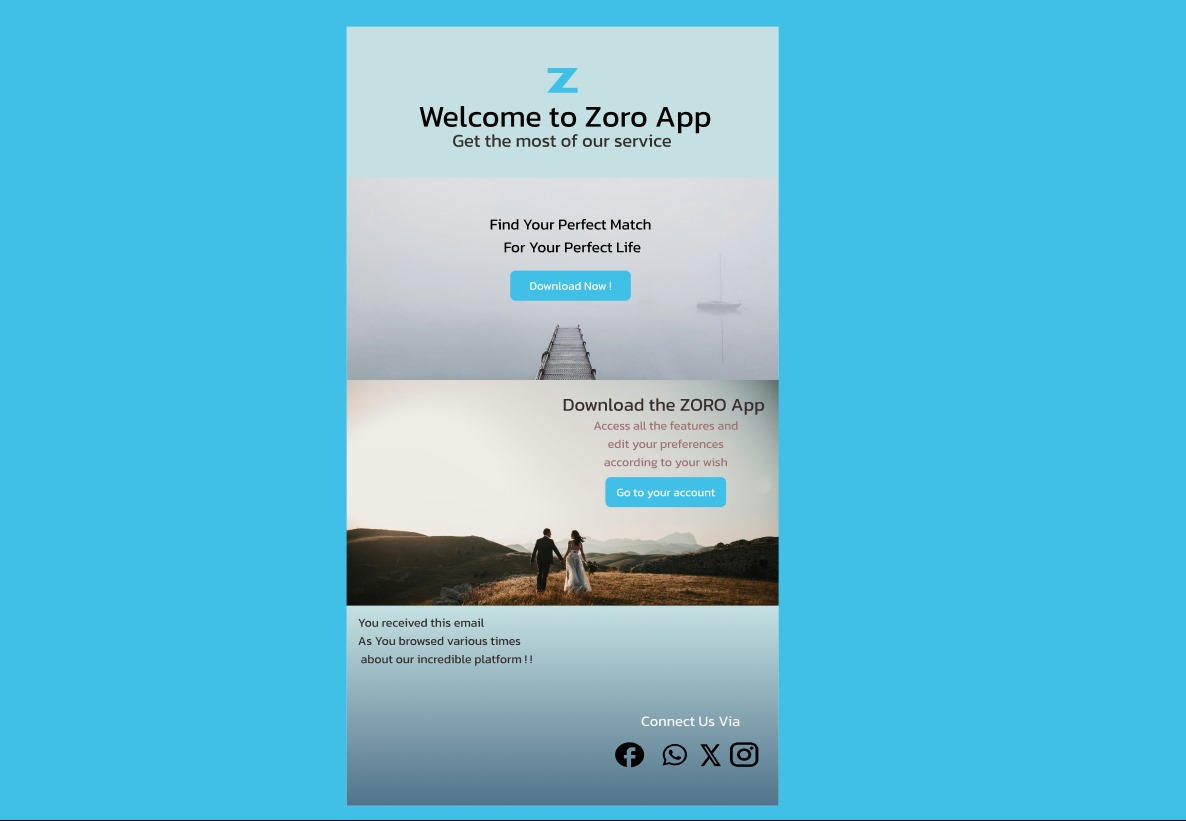 Z
Welcome to Zoro App
Get the most of our service
Find Your Perfect Match
For Your Perfect Life
Download Now !
Download the ZORO App
Access all the features and
edit your preferences
according to your wish
Go to your account
You received this email
As You browsed various times
about our incredible platform ! !
Connect Us Via